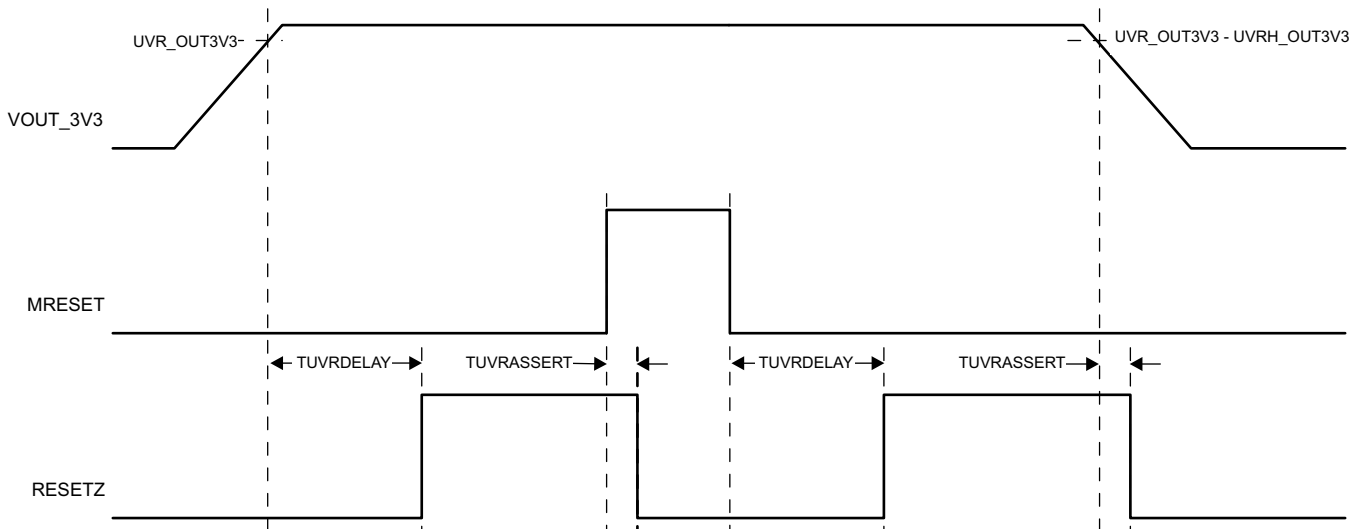 UVR_OUT3V3
UVR_OUT3V3 - UVRH_OUT3V3
VOUT_3V3
MRESET
TUVRDELAY
TUVRASSERT
TUVRDELAY
TUVRASSERT
RESETZ